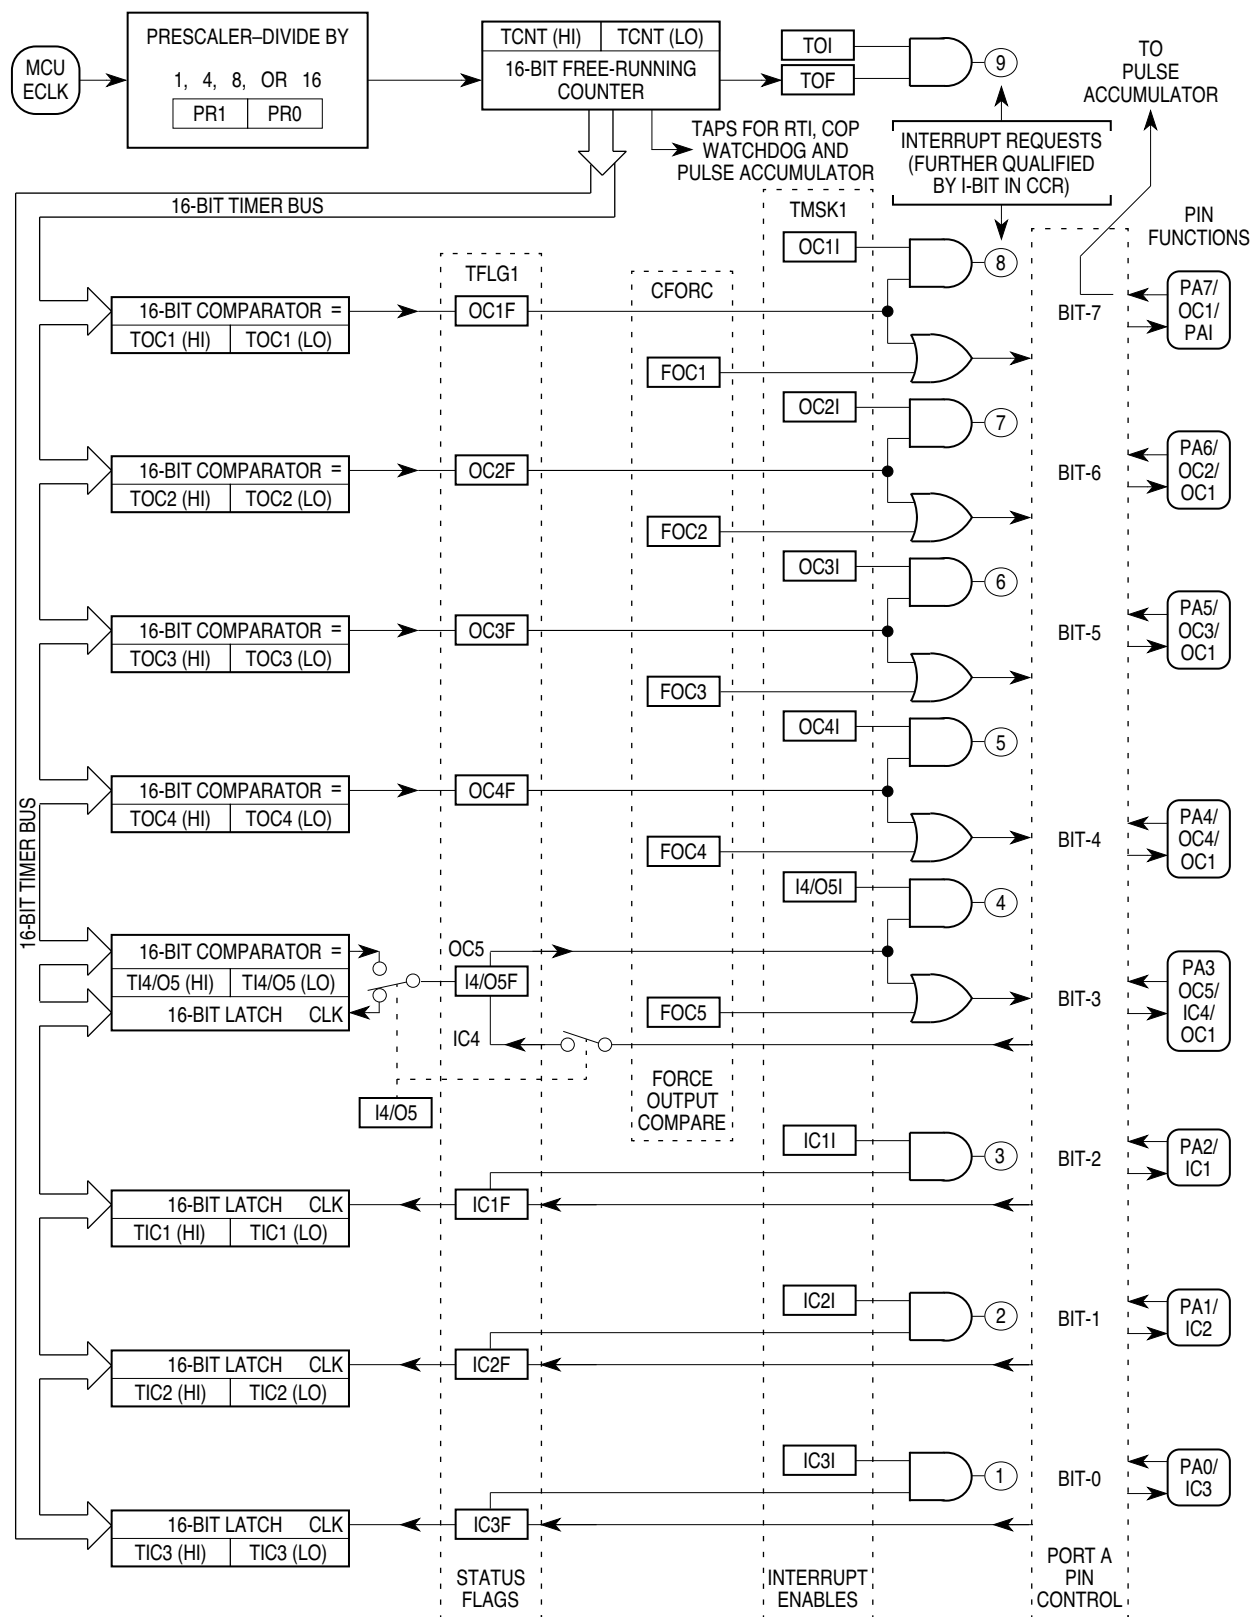 MCU
ECLK
PRESCALER–DIVIDE BY
1, 4, 8, OR 16
PR1 PR0
TCNT (HI) TCNT (LO)
16-BIT FREE-RUNNING
COUNTER
TOI
TOF
9
TO
PULSE
ACCUMULATOR
TAPS FOR RTI, COP
WATCHDOG AND
PULSE ACCUMULATOR
INTERRUPT REQUESTS
(FURTHER QUALIFIED
BY I-BIT IN CCR)
16-BIT TIMER BUS
16-BIT TIMER BUS
TMSK1
PIN
FUNCTIONS
TFLG1
CFORC
OC1I
8
16-BIT COMPARATOR =
TOC1 (HI) TOC1 (LO)
OC1F
FOC1
BIT-7
PA7/
OC1/
PAI
OC2I
7
16-BIT COMPARATOR =
TOC2 (HI) TOC2 (LO)
OC2F
FOC2
BIT-6
PA6/
OC2/
OC1
OC3I
6
16-BIT COMPARATOR =
TOC3 (HI) TOC3 (LO)
OC3F
FOC3
BIT-5
PA5/
OC3/
OC1
OC4I
5
16-BIT COMPARATOR =
TOC4 (HI) TOC4 (LO)
OC4F
FOC4
BIT-4
PA4/
OC4/
OC1
I4/O5I
4
16-BIT COMPARATOR =
TI4/O5 (HI) TI4/O5 (LO)
16-BIT LATCH CLK
OC5
I4/O5F
IC4
FOC5
BIT-3
PA3
OC5/
IC4/
OC1
I4/O5
FORCE
OUTPUT
COMPARE
IC1I
3
16-BIT LATCH CLK
TIC1 (HI) TIC1 (LO)
IC1F
BIT-2
PA2/
IC1
IC2I
2
16-BIT LATCH CLK
TIC2 (HI) TIC2 (LO)
IC2F
BIT-1
PA1/
IC2
IC3I
1
16-BIT LATCH CLK
TIC3 (HI) TIC3 (LO)
IC3F
BIT-0
PA0/
IC3
STATUS
FLAGS
INTERRUPT
ENABLES
PORT A
PIN
CONTROL